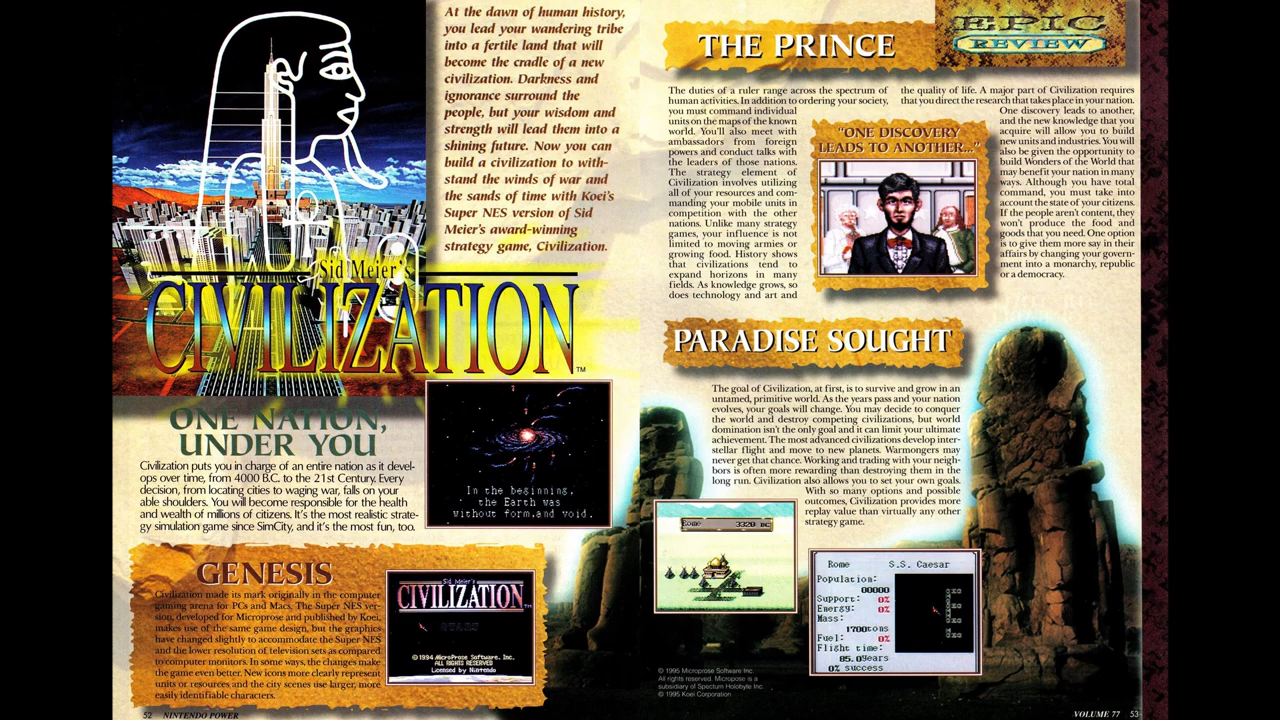 At the dawn of human history,
you lead your wandering tribe
into a fertile land that will
become the cradle of a new
civilization. Darkness and
ignorance surround the
people, but your wisdom and
strength will lead them into a
shining future. Now you can
build a civilization to with-
stand the winds of war and
the sands of time with Koei's
Super NES version of Sid
Meier's award-winning
strategy game, Civilization.
Sid Meier's
CIVILIZATION™
ONE NATION,
UNDER YOU
Civilization puts you in charge of an entire nation as it devel-
ops over time, from 4000 B.C. to the 21st Century. Every
decision, from locating cities to waging war, falls on your
able shoulders. You will become responsible for the health
and wealth of millions of citizens. It's the most realistic strate-
gy simulation game since SimCity, and it's the most fun, too.
In the beginning,
the Earth was
without form,and void.
GENESIS
Civilization made its mark originally in the computer
gaming arena for PCs and Macs. The Super NES ver-
sion, developed for Microprose and published by Koei,
makes use of the same game design, but the graphics
have changed slightly to accommodate the Super NES
and the lower resolution of television sets as compared
to computer monitors. In some ways, the changes make
the game even better. New icons more clearly represent
units or resources and the city scenes use larger, more
easily identifiable characters.
Sid Meier's
CIVILIZATION™
©1994 MicroProse Software, Inc.
ALL RIGHTS RESERVED
Licensed by Nintendo
52 NINTENDO POWER
EPIC
REVIEW
THE PRINCE
The duties of a ruler range across the spectrum of
human activities. In addition to ordering your society,
you must command individual
units on the maps of the known
world. You'll also meet with
ambassadors from foreign
powers and conduct talks with
the leaders of those nations.
The strategy element of
Civilization involves utilizing
all of your resources and com-
manding your mobile units in
competition with the other
nations. Unlike many strategy
games, your influence is not
limited to moving armies or
growing food. History shows
that civilizations tend to
expand horizons in many
fields. As knowledge grows, so
does technology and art and
"ONE DISCOVERY
LEADS TO ANOTHER..."
the quality of life. A major part of Civilization requires
that you direct the research that takes place in your nation.
One discovery leads to another,
and the new knowledge that you
acquire will allow you to build
new units and industries. You will
also be given the opportunity to
build Wonders of the World that
may benefit your nation in many
ways. Although you have total
command, you must take into
account the state of your citizens.
If the people aren't content, they
won't produce the food and
goods that you need. One option
is to give them more say in their
affairs by changing your govern-
ment into a monarchy, republic
or a democracy.
PARADISE SOUGHT
The goal of Civilization, at first, is to survive and grow in an
untamed, primitive world. As the years pass and your nation
evolves, your goals will change. You may decide to conquer
the world and destroy competing civilizations, but world
domination isn't the only goal and it can limit your ultimate
achievement. The most advanced civilizations develop inter-
stellar flight and move to new planets. Warmongers may
never get that chance. Working and trading with your neigh-
bors is often more rewarding than destroying them in the
long run. Civilization also allows you to set your own goals.
With so many options and possible
outcomes, Civilization provides more
replay value than virtually any other
strategy game.
Rome 3320 BC
Rome S.S. Caesar
Population:
00000
Support: 0%
Energy: 0%
Mass:
1700tons
Fuel: 0%
Flight time:
85.0years
0% success
© 1995 Microprose Software Inc.
All rights reserved. Micropose is a
subsidiary of Spectum Holobyte Inc.
© 1995 Koei Corporation
VOLUME 77 53